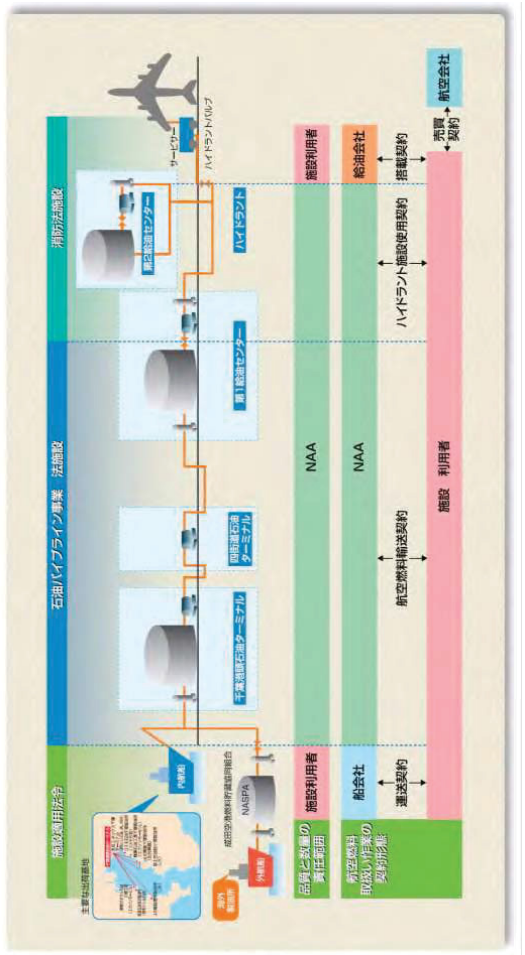 施設適用法令
石油パイプライン事業 法施設
消防法施設
主要な出荷基地
内航船
成田空港燃料貯蔵協同組合
NASPA
外航船
海外
製油所
千葉港頭石油ターミナル
四街道石油
ターミナル
第1給油センター
第2給油センター
ハイドラント
サービサー
ハイドラントバルブ
品質と数量の
責任範囲
施設利用者
NAA
施設利用者
航空燃料
取扱い作業の
契約形態
船会社
NAA
給油会社
運送契約
航空燃料輸送契約
ハイドラント施設使用契約
搭載契約
施設 利用者
売買
契約
航空会社